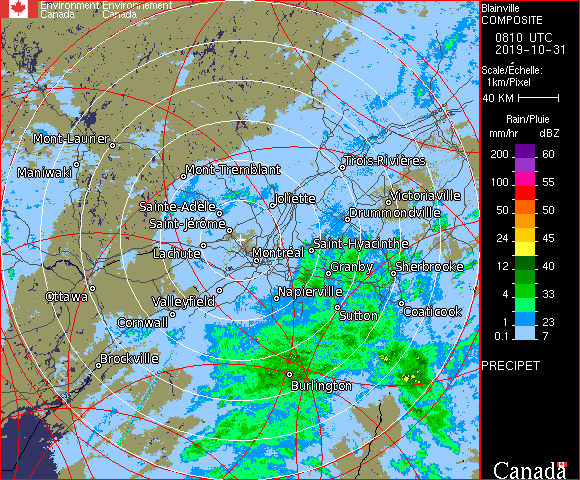 Environment Environnement
Canada Canada
Blainville
COMPOSITE
0810 UTC
2019-10-31
Scale/Échelle:
1km/Pixel
40 KM
Rain/Pluie
mm/hr dBZ
200 60
150 57
100 55
50 50
24 45
12 40
4 33
1 23
0.1 7
PRECIPET
Canada
Mont-Laurier
Maniwaki
Mont-Tremblant
Trois-Rivières
Sainte-Adèle
Joliette
Victoriaville
Drummondville
Saint-Jérôme
Lachute
Montréal
Saint-Hyacinthe
Granby
Sherbrooke
Ottawa
Valleyfield
Napierville
Cornwall
Sutton
Coaticook
Brockville
Burlington